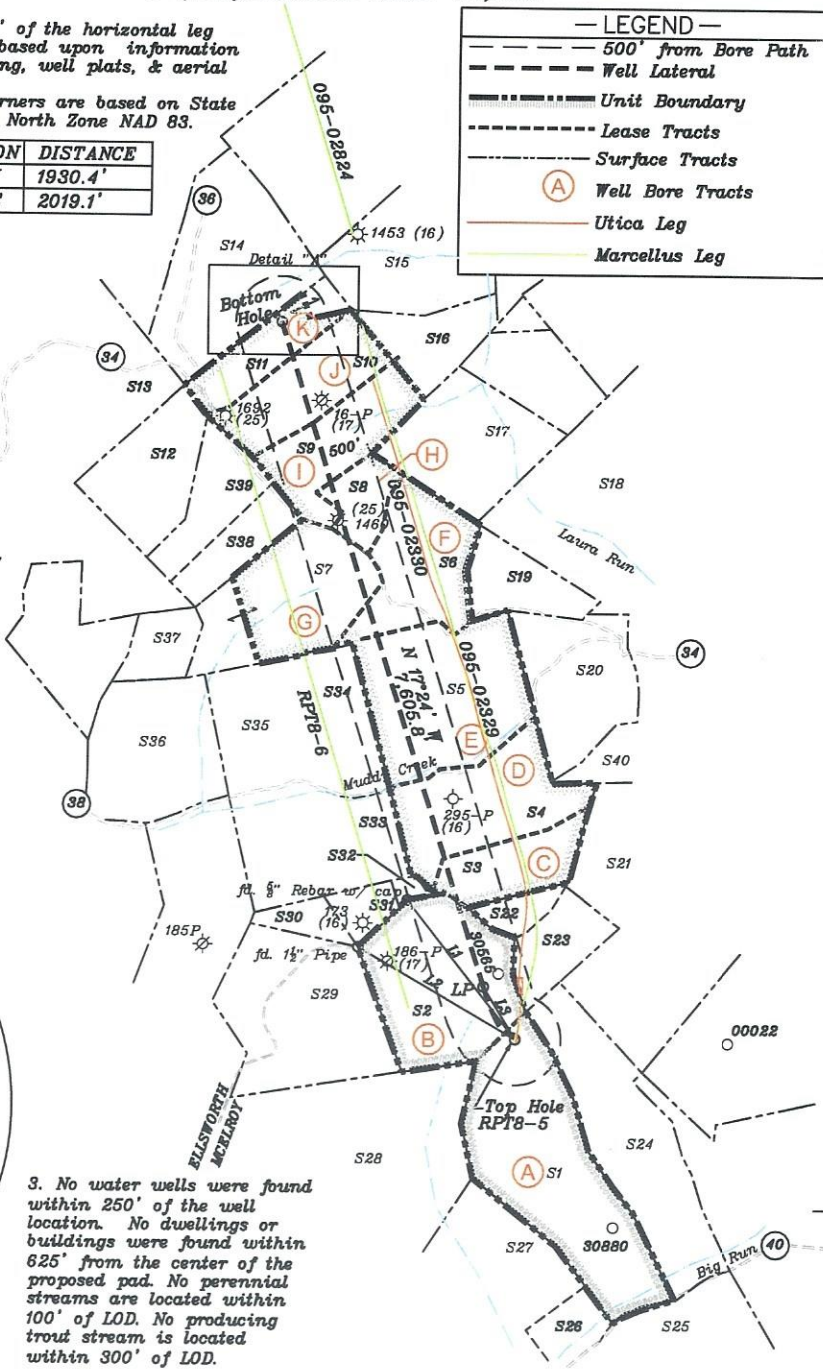 ' of the horizontal leg
based upon information
ng, well plats, & aerial
rners are based on State
North Zone NAD 83.
ON DISTANCE
1930.4'
2019.1'
— LEGEND —
500' from Bore Path
Well Lateral
Unit Boundary
Lease Tracts
Surface Tracts
A Well Bore Tracts
Utica Leg
Marcellus Leg
095-02824
36
1453 (16)
S14
Detail "A"
S15
Bottom
Hole
K
34
S16
S11
S10
J
S13
1692
(25)
16-P
(17)
S12
S9
500'
H
S17
I
S8
S39
S18
(25)
146
095-02330
F
S38
S6
Laura Run
S7
S19
G
S37
34
S34
N 17°24' W
7,605.8'
095-02329
S5
S20
RPT8-6
S35
S36
E
D
S40
Creek
38
295-P
(16)
S4
S33
S3
C
S32
S21
fd. 5/8" Rebar w/ cap
S31
S22
S30
173
(16)
185P
S23
fd. 1½" Pipe
186-P
(17)
L1
30565
L2
LP
L3
S29
S2
B
00022
Top Hole
RPT8-5
ELLSWORTH
MCELROY
S28
S24
A S1
3. No water wells were found
within 250' of the well
location. No dwellings or
buildings were found within
625' from the center of the
proposed pad. No perennial
streams are located within
100' of LOD. No producing
trout stream is located
within 300' of LOD.
S27
30880
Big Run 40
S26
S25